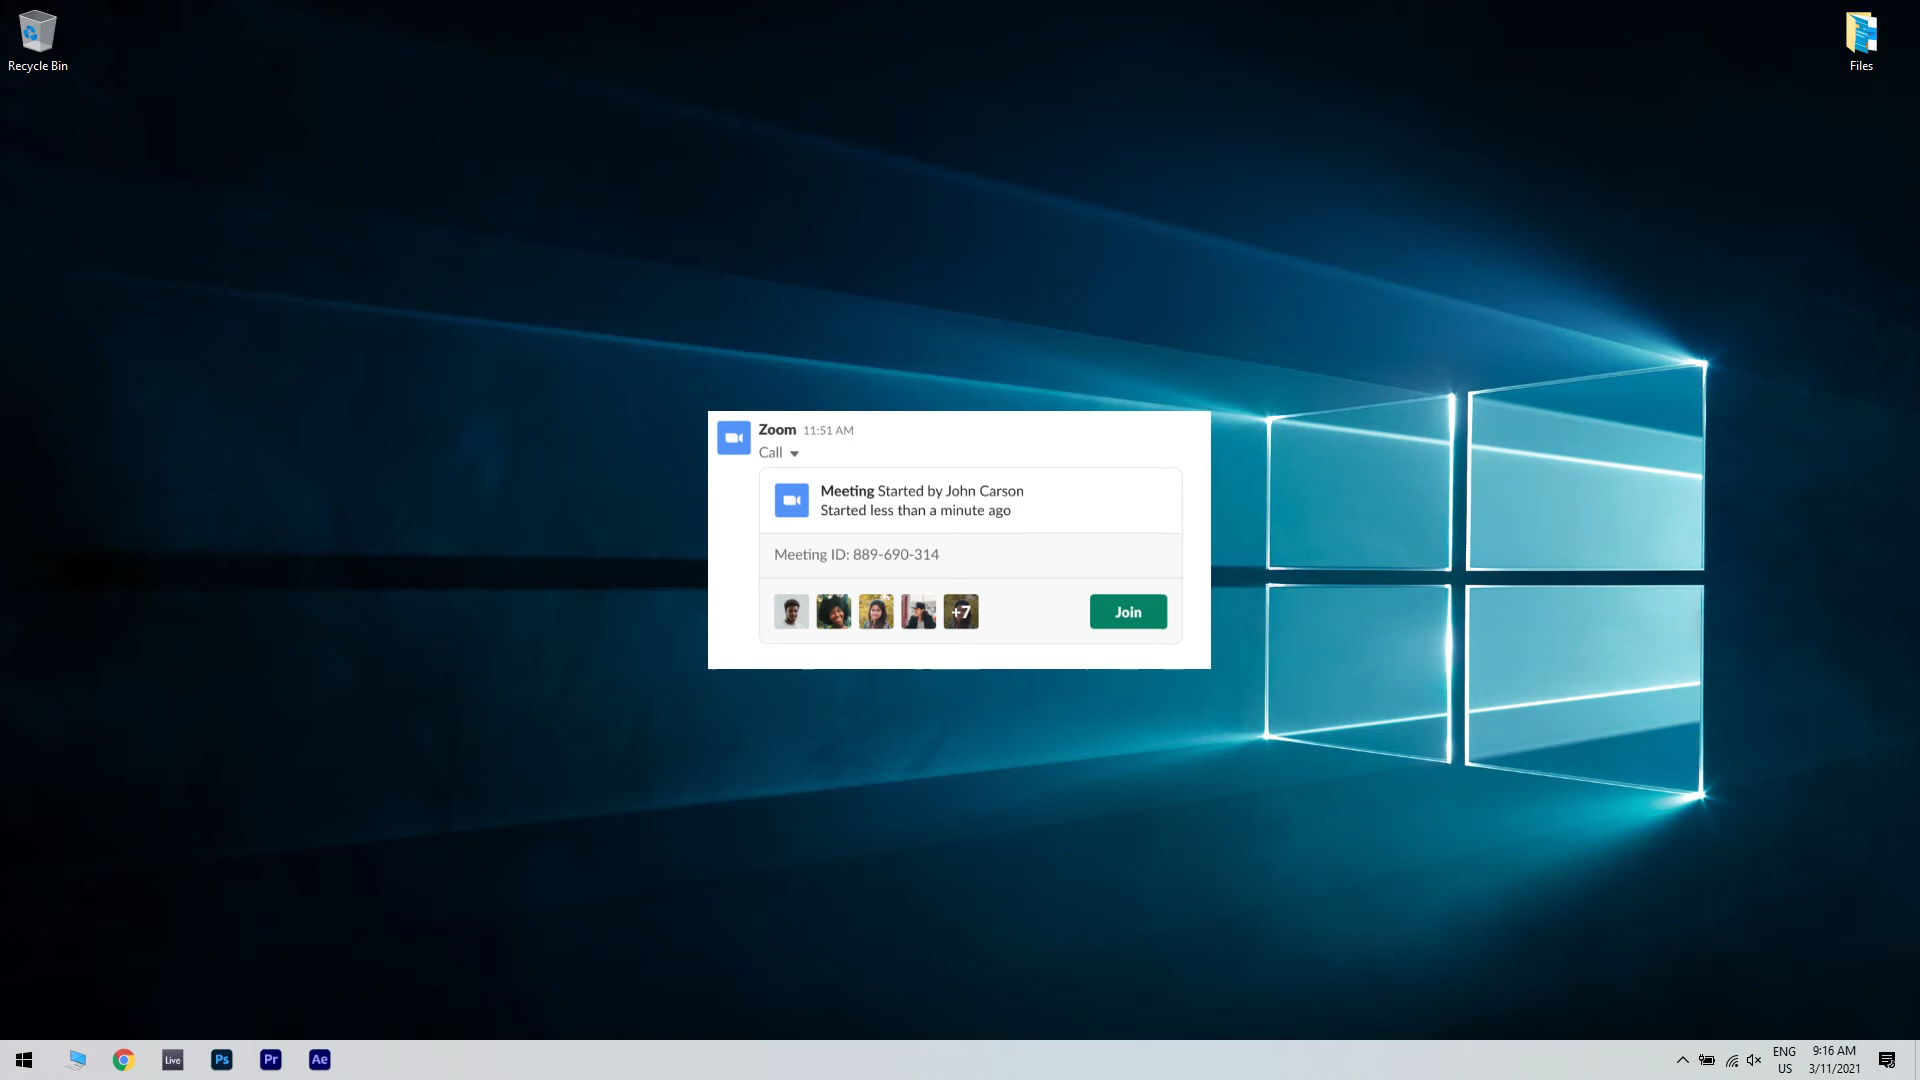 Recycle Bin
Files
Zoom 11:51 AM
Call
Meeting Started by John Carson
Started less than a minute ago
Meeting ID: 889-690-314
+7
Join
Live
Ps
Pr
Ae
ENG
US
9:16 AM
3/11/2021